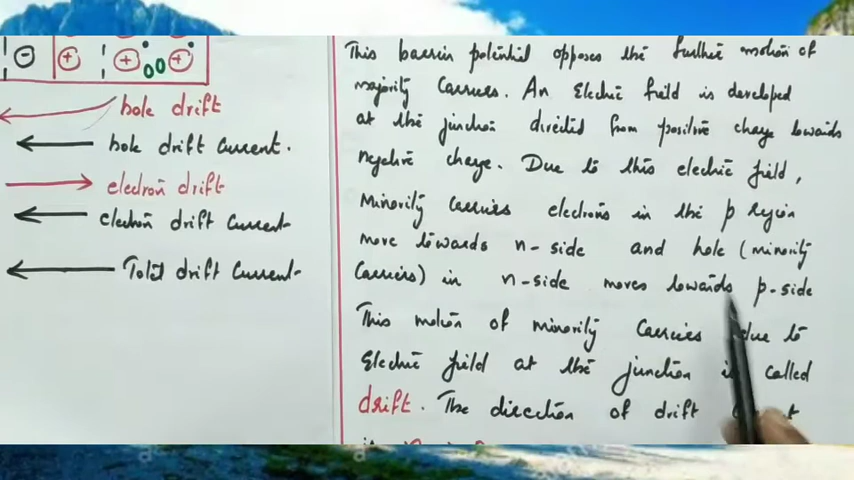 hole drift
hole drift current.
electron drift
electron drift current
Total drift current
This barrier potential opposes the further motion of
majority carriers. An Electric field is developed
at the junction directed from positive charge towards
negative charge. Due to this electric field,
minority carriers electrons in the p region
move towards n-side and hole (minority
carriers) in n-side moves towards p-side
This motion of minority carriers due to
Electric field at the junction is called
drift. The direction of drift